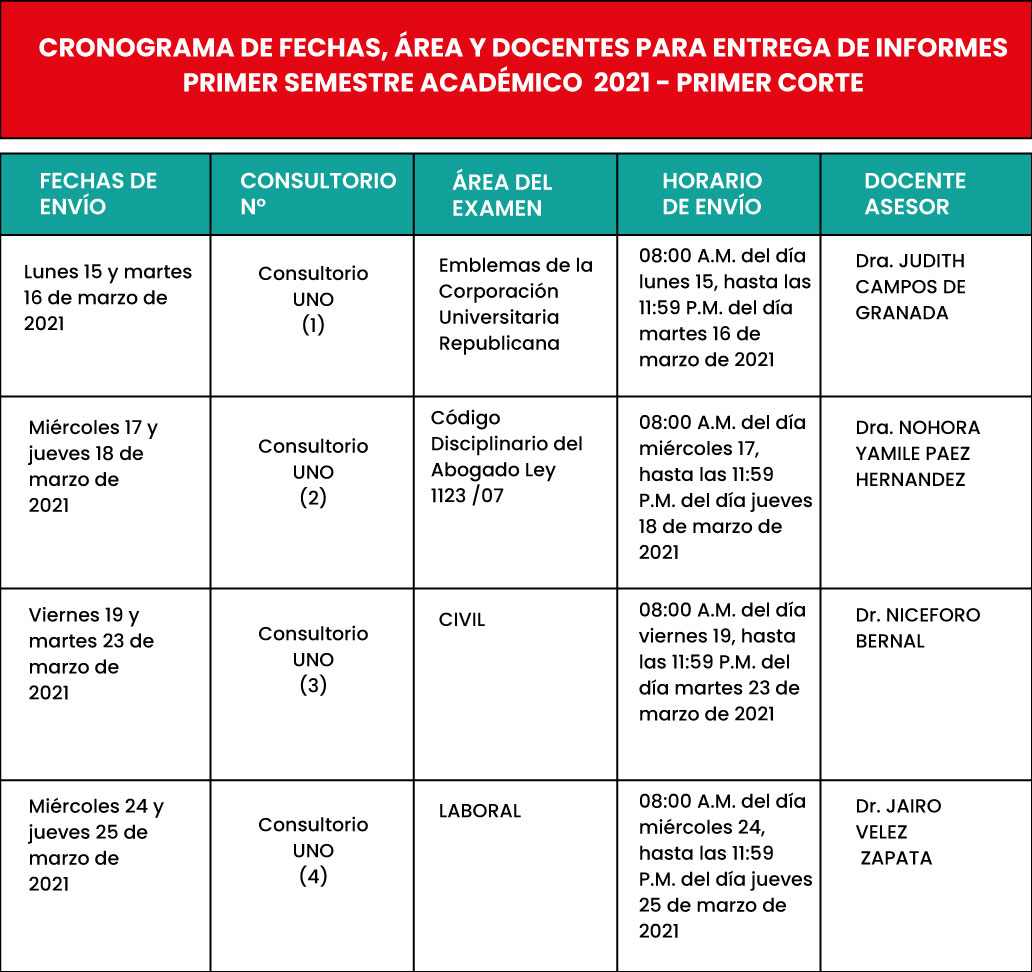 CRONOGRAMA DE FECHAS, ÁREA Y DOCENTES PARA ENTREGA DE INFORMES
PRIMER SEMESTRE ACADÉMICO 2021 - PRIMER CORTE
FECHAS DE
ENVÍO
CONSULTORIO
Nº
ÁREA DEL
EXAMEN
HORARIO
DE ENVÍO
DOCENTE
ASESOR
Lunes 15 y martes
16 de marzo de
2021
Consultorio
UNO
(1)
Emblemas de la
Corporación
Universitaria
Republicana
08:00 A.M. del día
lunes 15, hasta las
11:59 P.M. del día
martes 16 de
marzo de 2021
Dra. JUDITH
CAMPOS DE
GRANADA
Miércoles 17 y
jueves 18 de
marzo de
2021
Consultorio
UNO
(2)
Código
Disciplinario del
Abogado Ley
1123 /07
08:00 A.M. del día
miércoles 17,
hasta las 11:59
P.M. del día jueves
18 de marzo de
2021
Dra. NOHORA
YAMILE PAEZ
HERNANDEZ
Viernes 19 y
martes 23 de
marzo de
2021
Consultorio
UNO
(3)
CIVIL
08:00 A.M. del día
viernes 19, hasta
las 11:59 P.M. del
día martes 23 de
marzo de 2021
Dr. NICEFORO
BERNAL
Miércoles 24 y
jueves 25 de
marzo de
2021
Consultorio
UNO
(4)
LABORAL
08:00 A.M. del día
miércoles 24,
hasta las 11:59
P.M. del día jueves
25 de marzo de
2021
Dr. JAIRO
VELEZ
ZAPATA